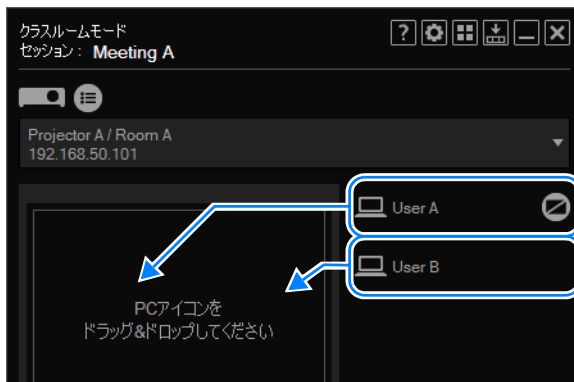 クラスルームモード
セッション： Meeting A
Projector A / Room A
192.168.50.101
User A
User B
PCアイコンを
ドラッグ&ドロップしてください